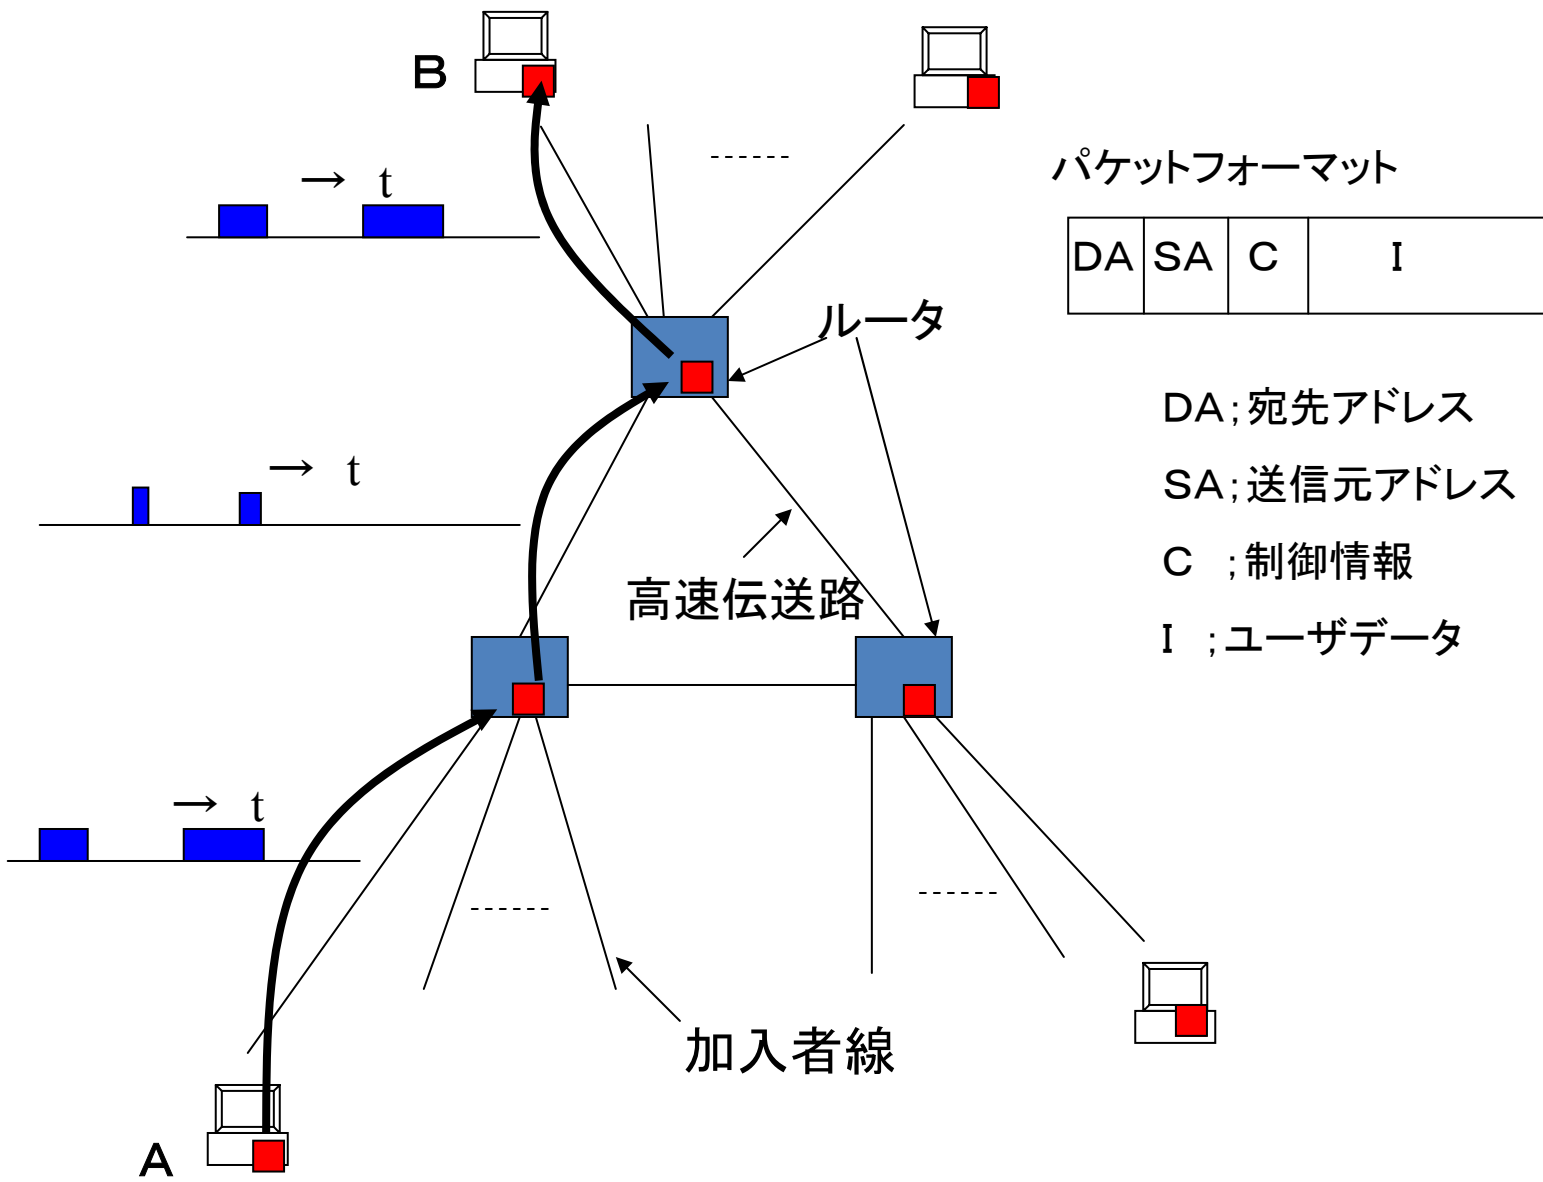 B
→ t
パケットフォーマット
DA SA C I
ルータ
DA;宛先アドレス
→ t
SA;送信元アドレス
C ;制御情報
高速伝送路
I ;ユーザデータ
→ t
加入者線
A